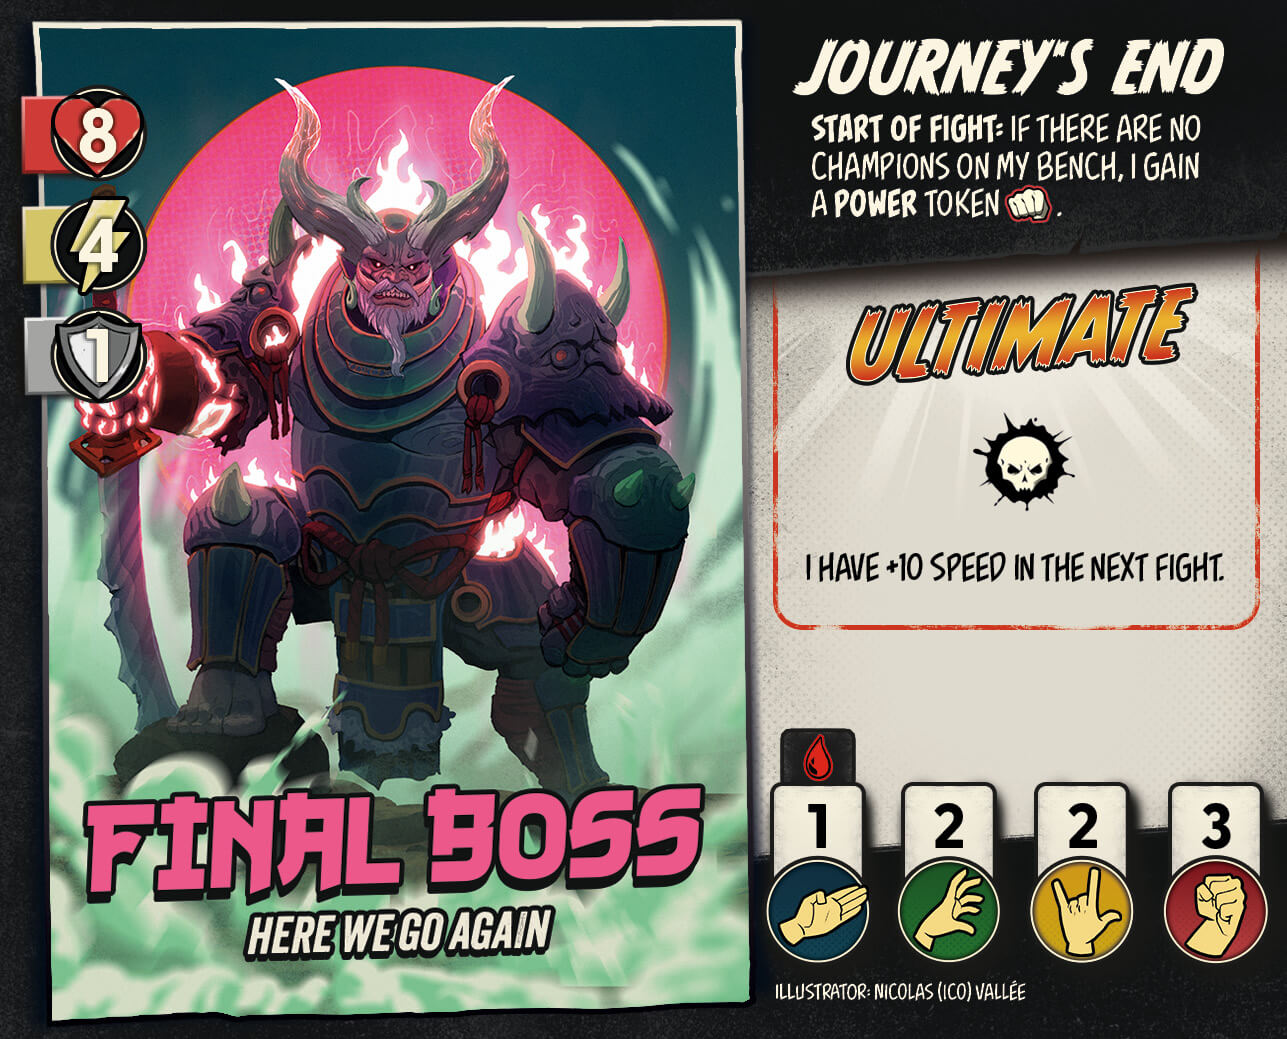 8
4
1
FINAL BOSS
HERE WE GO AGAIN
JOURNEY'S END
START OF FIGHT: IF THERE ARE NO
CHAMPIONS ON MY BENCH, I GAIN
A POWER TOKEN .
ULTIMATE
I HAVE +10 SPEED IN THE NEXT FIGHT.
1 2 2 3
ILLUSTRATOR: NICOLAS (ICO) VALLÉE